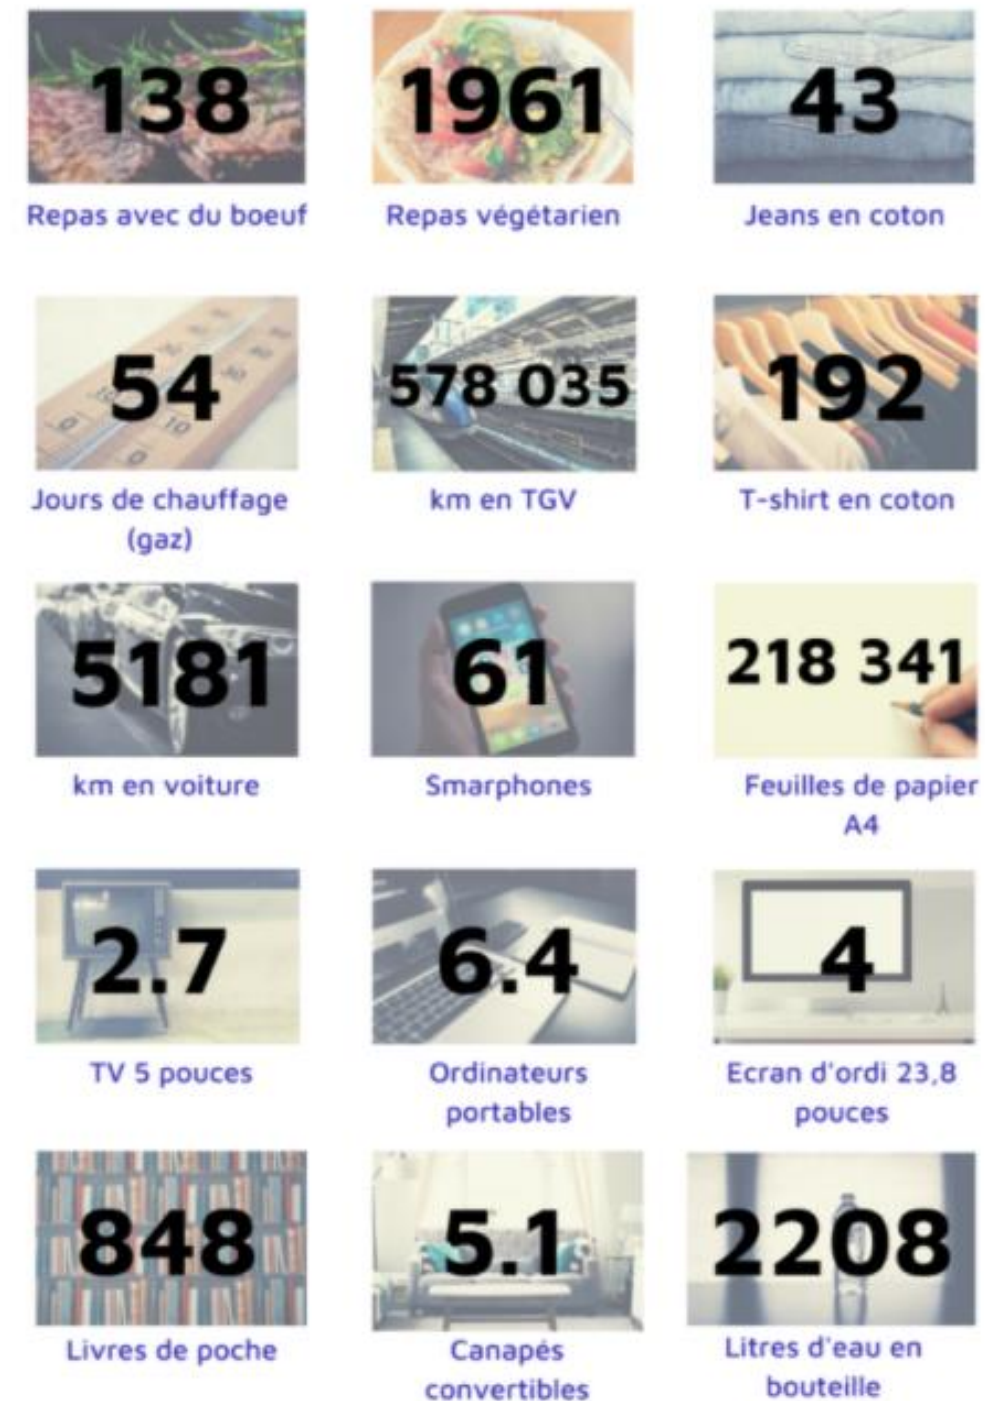 138
1961
43
Repas avec du boeuf
Repas végétarien
Jeans en coton
54
578 035
192
Jours de chauffage
(gaz)
km en TGV
T-shirt en coton
5181
61
218 341
km en voiture
Smarphones
Feuilles de papier
A4
2.7
6.4
4
TV 5 pouces
Ordinateurs
portables
Ecran d'ordi 23,8
pouces
848
5.1
2208
Livres de poche
Canapés
convertibles
Litres d'eau en
bouteille